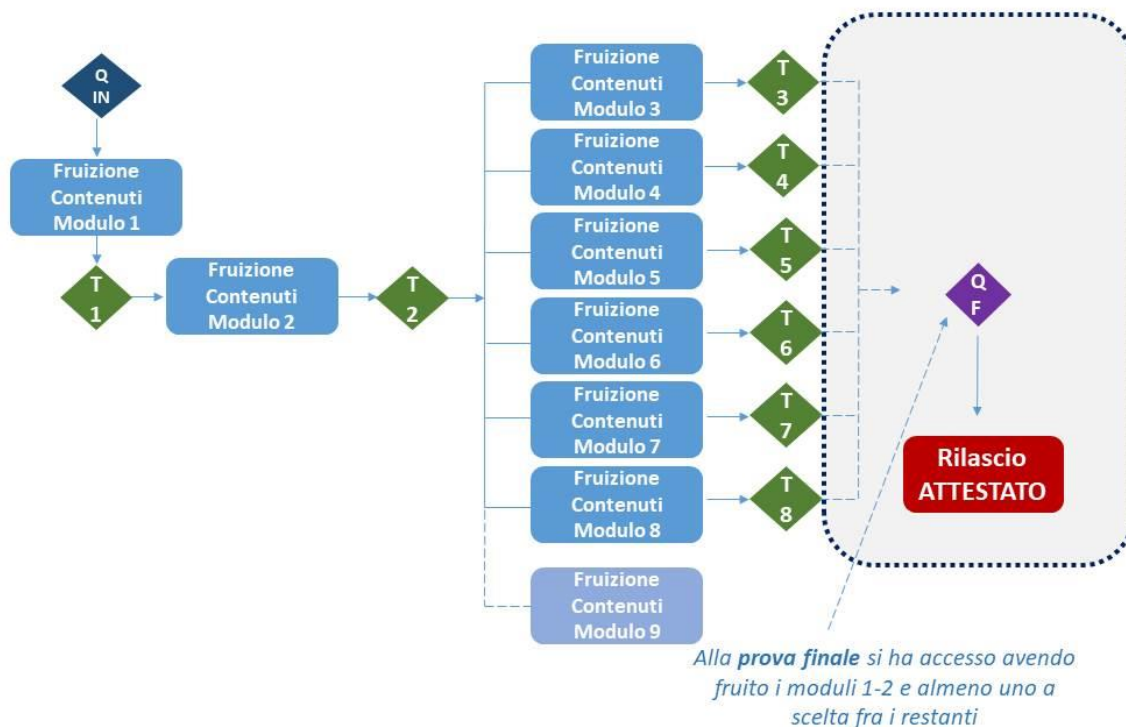 Q
IN
Fruizione
Contenuti
Modulo 1
T
1
Fruizione
Contenuti
Modulo 2
T
2
Fruizione
Contenuti
Modulo 3
T
3
Fruizione
Contenuti
Modulo 4
T
4
Fruizione
Contenuti
Modulo 5
T
5
Fruizione
Contenuti
Modulo 6
T
6
Fruizione
Contenuti
Modulo 7
T
7
Fruizione
Contenuti
Modulo 8
T
8
Fruizione
Contenuti
Modulo 9
Q
F
Rilascio
ATTESTATO
Alla prova finale si ha accesso avendo
fruito i moduli 1-2 e almeno uno a
scelta fra i restanti